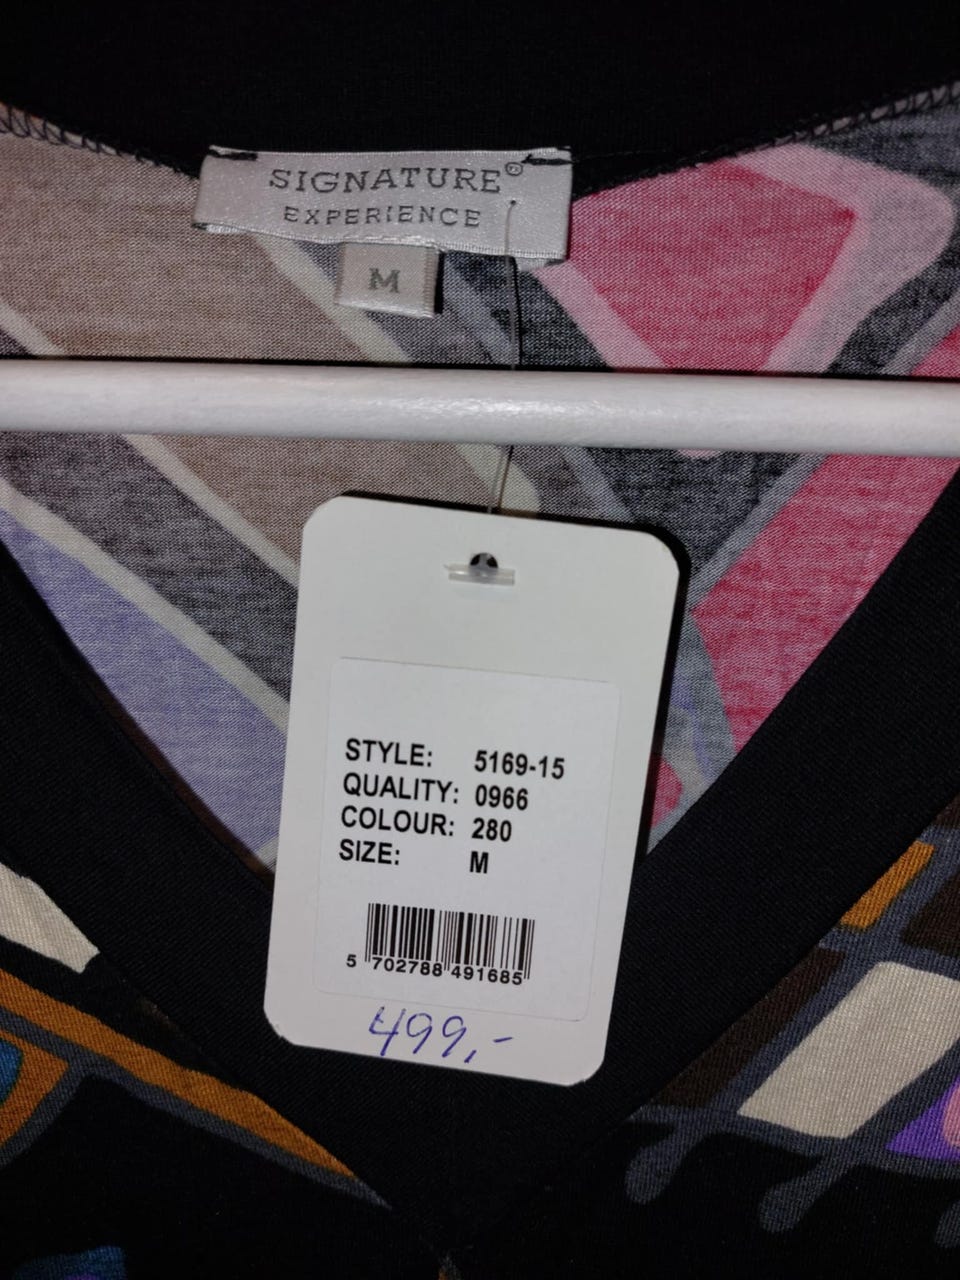 SIGNATURE®
EXPERIENCE
M
STYLE: 5169-15
QUALITY: 0966
COLOUR: 280
SIZE: M
5 702788 491685
499,-